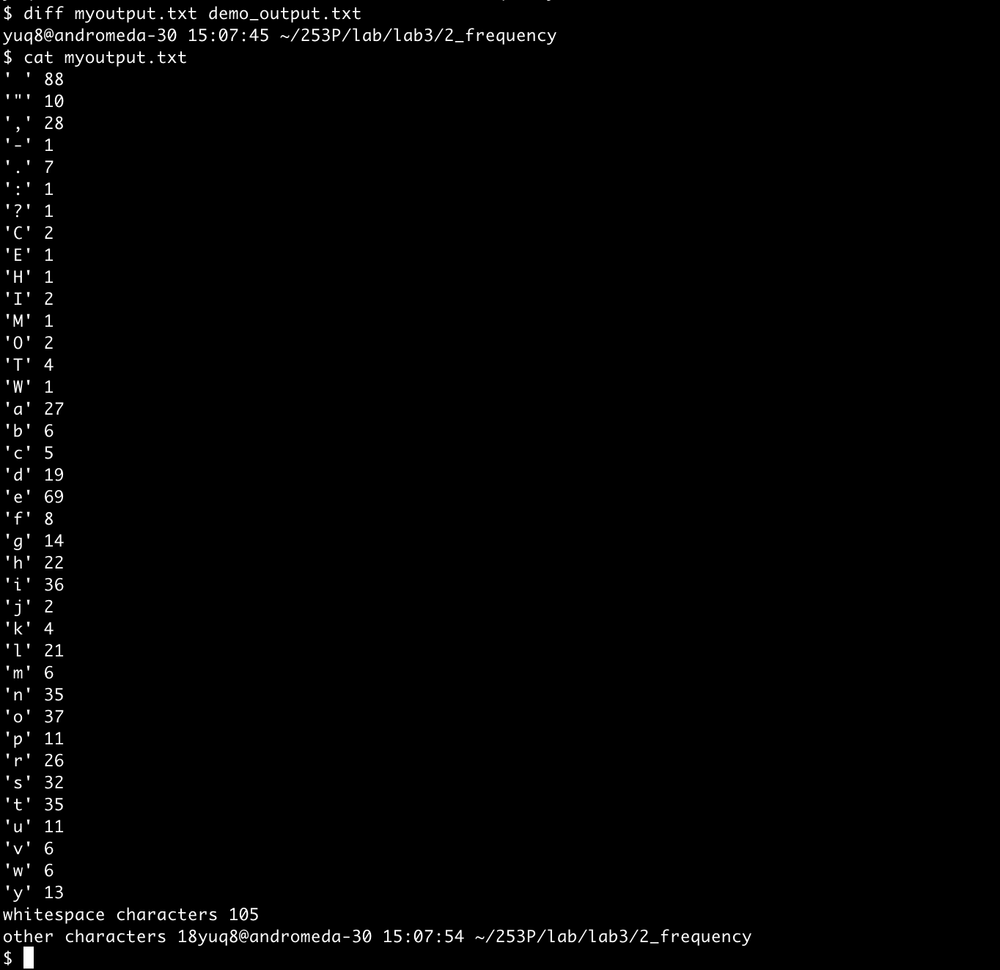 $ diff myoutput.txt demo_output.txt
yuq8@andromeda-30 15:07:45 ~/253P/lab/lab3/2_frequency
$ cat myoutput.txt
' ' 88
'"' 10
',' 28
'-' 1
'.' 7
':' 1
'?' 1
'C' 2
'E' 1
'H' 1
'I' 2
'M' 1
'O' 2
'T' 4
'W' 1
'a' 27
'b' 6
'c' 5
'd' 19
'e' 69
'f' 8
'g' 14
'h' 22
'i' 36
'j' 2
'k' 4
'l' 21
'm' 6
'n' 35
'o' 37
'p' 11
'r' 26
's' 32
't' 35
'u' 11
'v' 6
'w' 6
'y' 13
whitespace characters 105
other characters 18yuq8@andromeda-30 15:07:54 ~/253P/lab/lab3/2_frequency
$